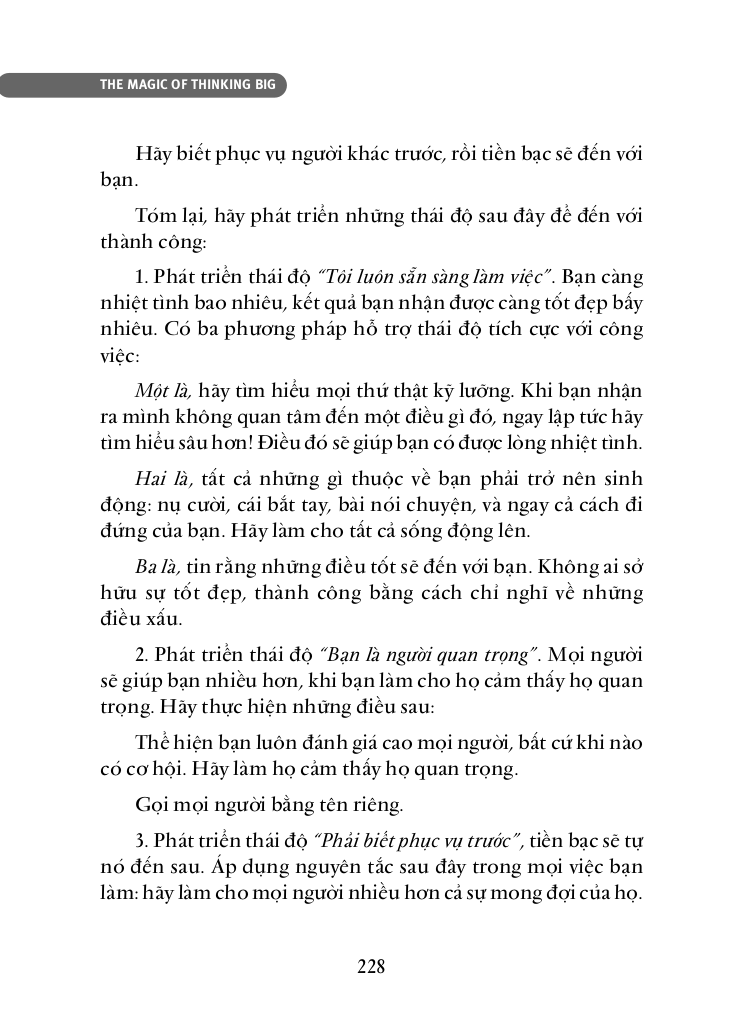 THE MAGIC OF THINKING BIG
Hãy biết phục vụ người khác trước, rồi tiền bạc sẽ đến với
bạn.
Tóm lại, hãy phát triển những thái độ sau đây để đến với
thành công:
1. Phát triển thái độ “Tôi luôn sẵn sàng làm việc”. Bạn càng
nhiệt tình bao nhiêu, kết quả bạn nhận được càng tốt đẹp bấy
nhiêu. Có ba phương pháp hỗ trợ thái độ tích cực với công
việc:
Một là, hãy tìm hiểu mọi thứ thật kỹ lưỡng. Khi bạn nhận
ra mình không quan tâm đến một điều gì đó, ngay lập tức hãy
tìm hiểu sâu hơn! Điều đó sẽ giúp bạn có được lòng nhiệt tình.
Hai là, tất cả những gì thuộc về bạn phải trở nên sinh
động: nụ cười, cái bắt tay, bài nói chuyện, và ngay cả cách đi
đứng của bạn. Hãy làm cho tất cả sống động lên.
Ba là, tin rằng những điều tốt sẽ đến với bạn. Không ai sở
hữu sự tốt đẹp, thành công bằng cách chỉ nghĩ về những
điều xấu.
2. Phát triển thái độ “Bạn là người quan trọng”. Mọi người
sẽ giúp bạn nhiều hơn, khi bạn làm cho họ cảm thấy họ quan
trọng. Hãy thực hiện những điều sau:
Thể hiện bạn luôn đánh giá cao mọi người, bất cứ khi nào
có cơ hội. Hãy làm họ cảm thấy họ quan trọng.
Gọi mọi người bằng tên riêng.
3. Phát triển thái độ “Phải biết phục vụ trước”, tiền bạc sẽ tự
nó đến sau. Áp dụng nguyên tắc sau đây trong mọi việc bạn
làm: hãy làm cho mọi người nhiều hơn cả sự mong đợi của họ.
228